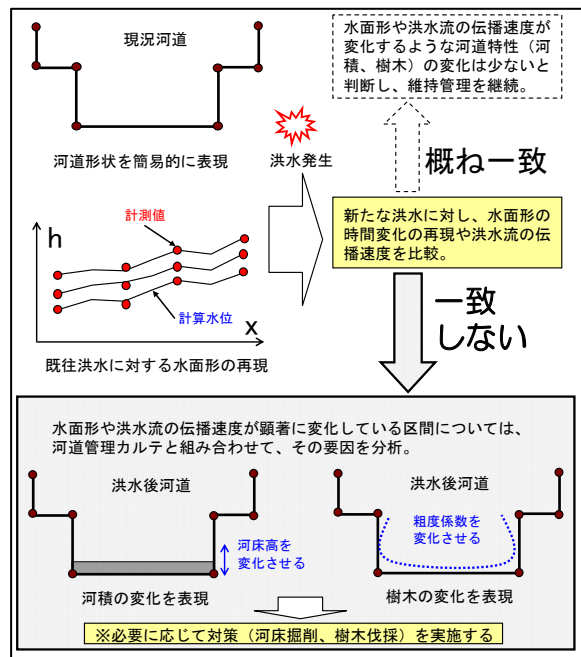 現況河道
河道形状を簡易的に表現
洪水発生
水面形や洪水流の伝播速度が
変化するような河道特性（河
積、樹木）の変化は少ないと
判断し、維持管理を継続。
概ね一致
新たな洪水に対し、水面形の
時間変化の再現や洪水流の伝
播速度を比較。
h
計測値
計算水位
x
既往洪水に対する水面形の再現
一致
しない
水面形や洪水流の伝播速度が顕著に変化している区間については、
河道管理カルテと組み合わせて、その要因を分析。
洪水後河道
河床高を
変化させる
河積の変化を表現
洪水後河道
粗度係数を
変化させる
樹木の変化を表現
※必要に応じて対策（河床掘削、樹木伐採）を実施する